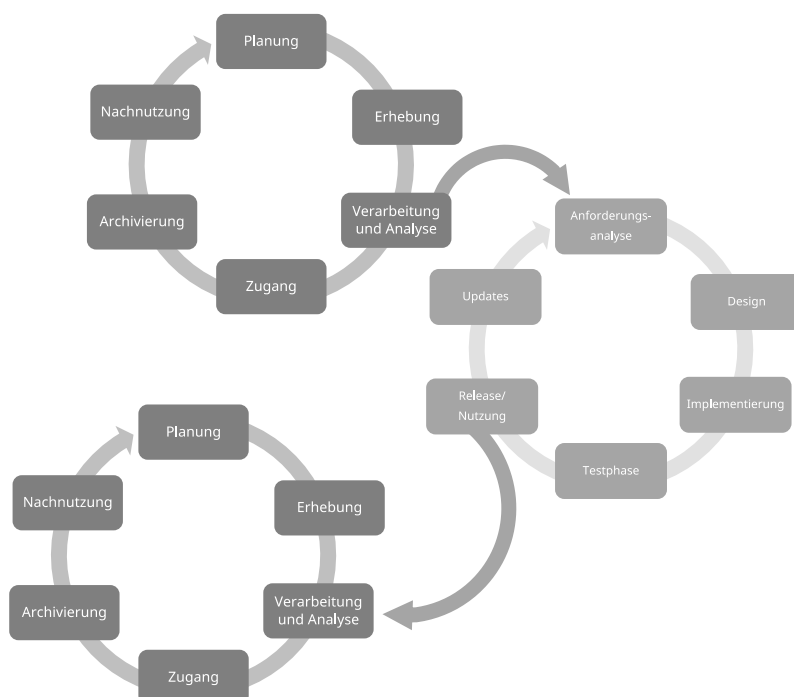 Planung
Erhebung
Verarbeitung
und Analyse
Zugang
Archivierung
Nachnutzung
Anforderungs-
analyse
Design
Implementierung
Testphase
Release/
Nutzung
Updates
Planung
Erhebung
Verarbeitung
und Analyse
Zugang
Archivierung
Nachnutzung